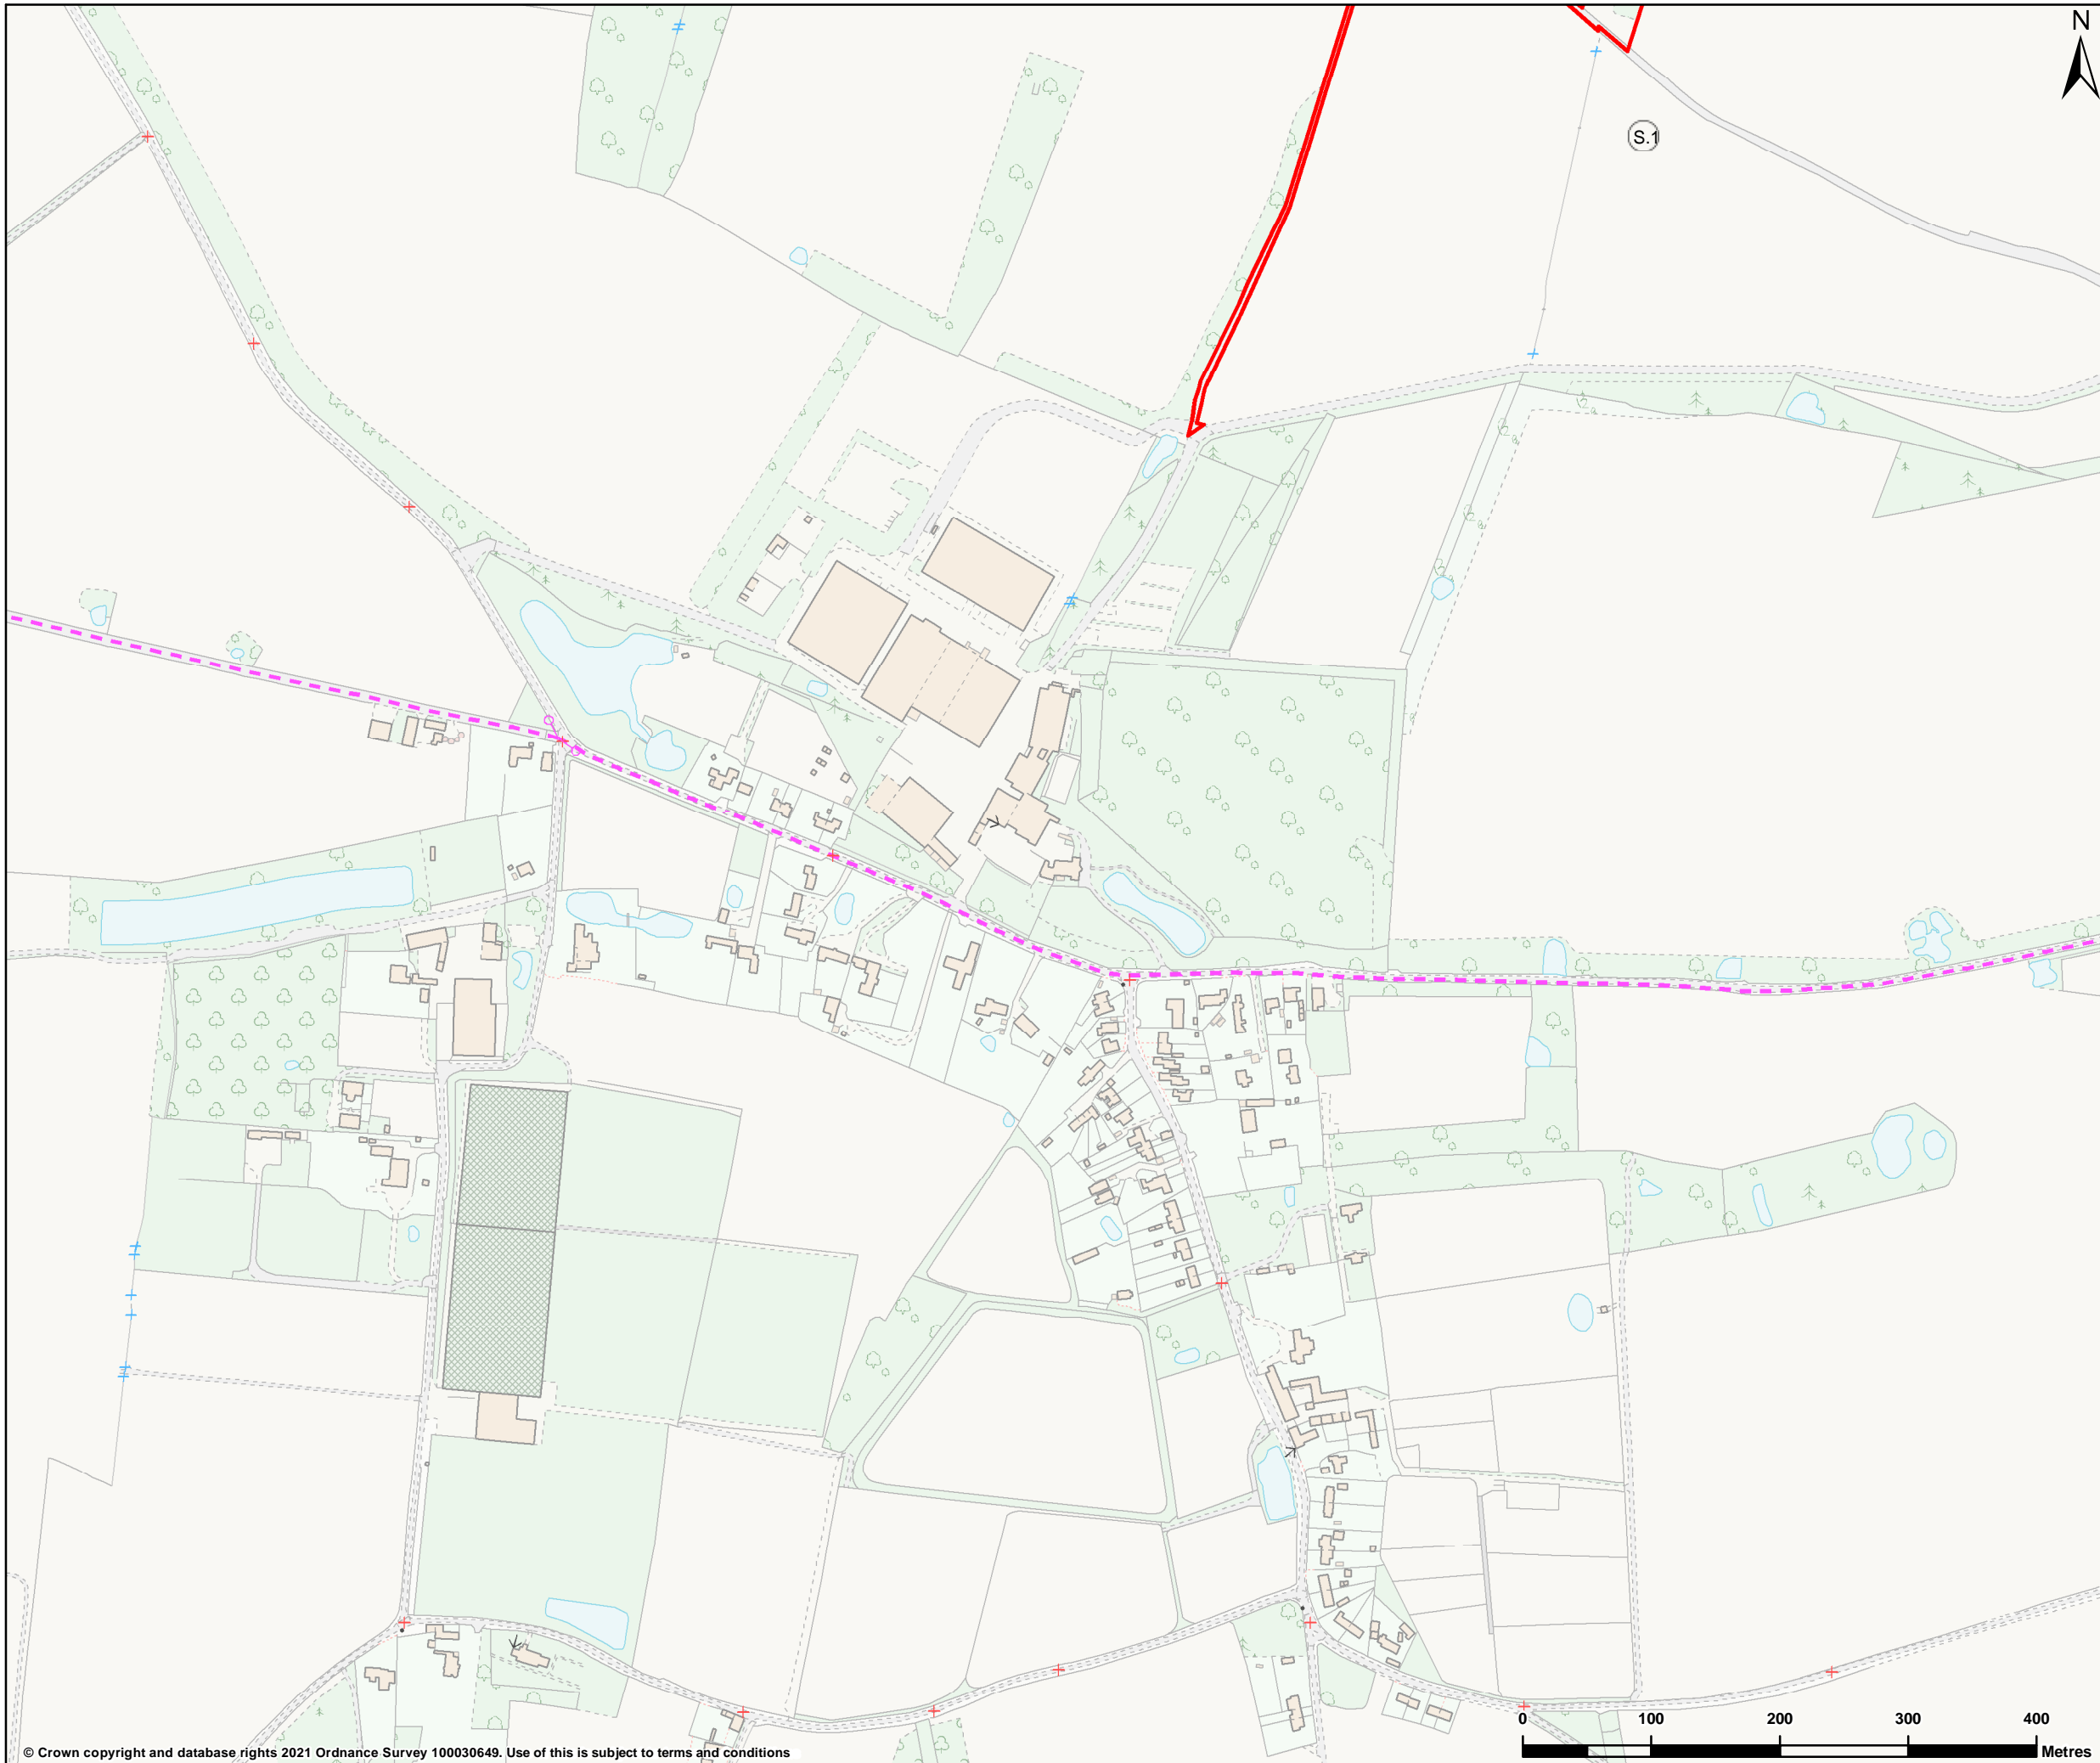 N
S.1
0 100 200 300 400
Metres
© Crown copyright and database rights 2021 Ordnance Survey 100030649. Use of this is subject to terms and conditions